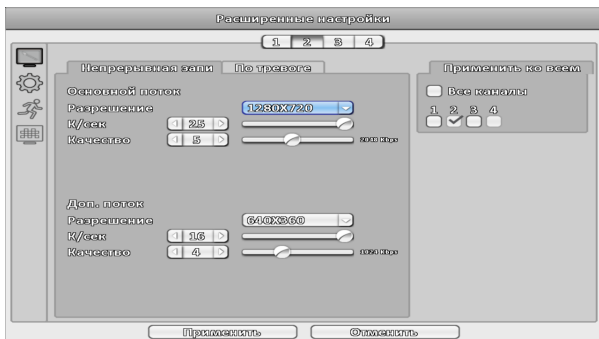 Расширенные настройки
1 2 3 4
Непрерывная запи По тревоге
Применить ко всем
Основной поток
Все каналы
Разрешение 1280X720
1 2 3 4
К/сек 25
Качество 5 2048 Kbps
Доп. поток
Разрешение 640X360
К/сек 16
Качество 4 1024 Kbps
Применить Отменить